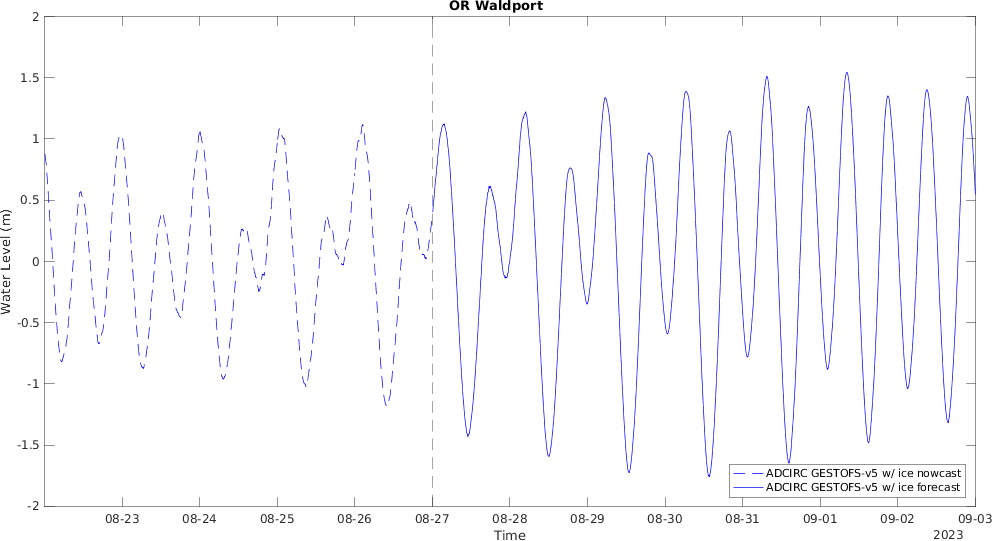 OR Waldport
2
1.5
1
0.5
0
-0.5
-1
-1.5
-2
Water Level (m)
ADCIRC GESTOFS-v5 w/ ice nowcast
ADCIRC GESTOFS-v5 w/ ice forecast
08-23 08-24 08-25 08-26 08-27 08-28 08-29 08-30 08-31 09-01 09-02 09-03
Time
2023